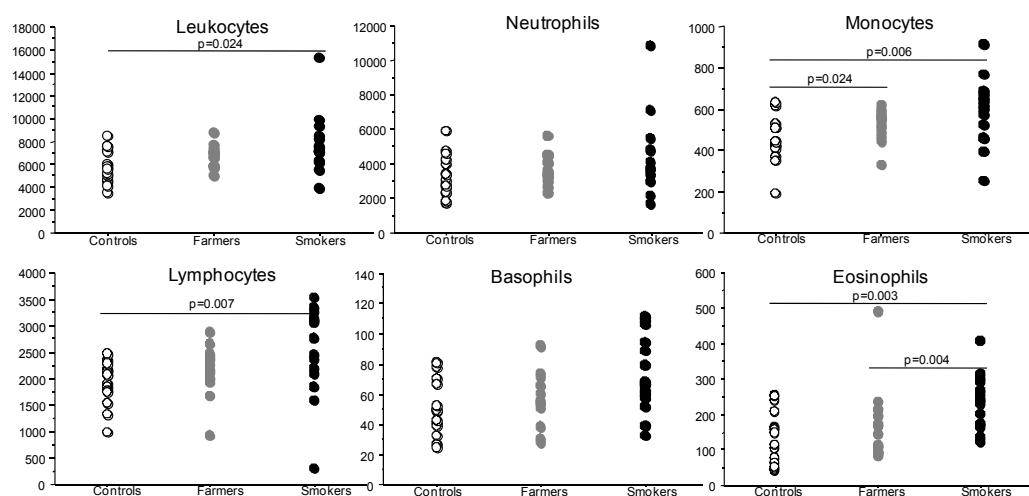 Leukocytes
p=0.024
18000
16000
14000
12000
10000
8000
6000
4000
2000
0
Controls Farmers Smokers
Neutrophils
12000
10000
8000
6000
4000
2000
0
Controls Farmers Smokers
Monocytes
p=0.006
p=0.024
1000
800
600
400
200
0
Controls Farmers Smokers
Lymphocytes
p=0.007
4000
3500
3000
2500
2000
1500
1000
500
0
Controls Farmers Smokers
Basophils
140
120
100
80
60
40
20
0
Controls Farmers Smokers
Eosinophils
p=0.003
p=0.004
600
500
400
300
200
100
0
Controls Farmers Smokers